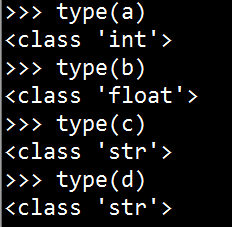 >>> type(a)
<class 'int'>
>>> type(b)
<class 'float'>
>>> type(c)
<class 'str'>
>>> type(d)
<class 'str'>